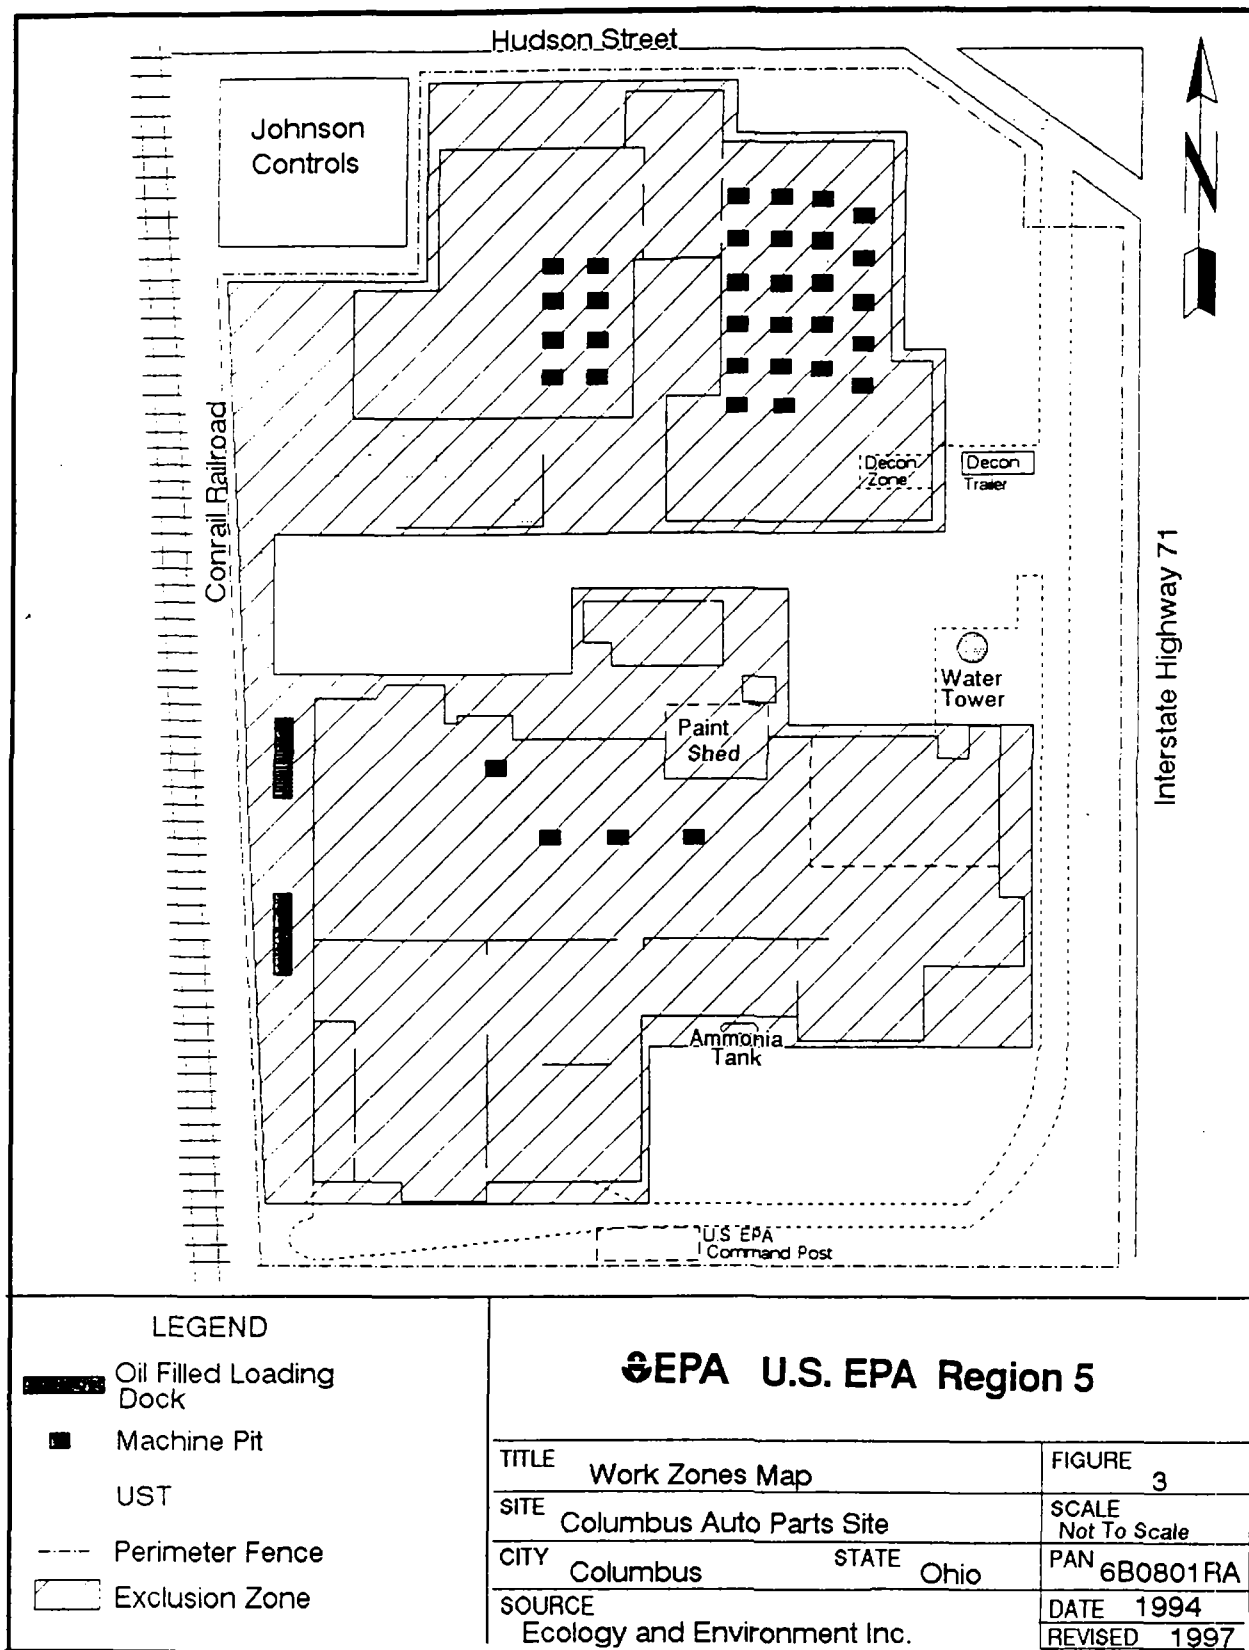 Hudson Street
Johnson
Controls
N
Conrail Railroad
Decon
Zone
Decon
Trailer
Interstate Highway 71
Water
Tower
Paint
Shed
Ammonia
Tank
U.S EPA
Command Post
LEGEND
Oil Filled Loading
Dock
Machine Pit
UST
Perimeter Fence
Exclusion Zone
EPA U.S. EPA Region 5
TITLE Work Zones Map
FIGURE 3
SITE Columbus Auto Parts Site
SCALE
Not To Scale
CITY Columbus STATE Ohio
PAN 6B0801RA
SOURCE
Ecology and Environment Inc.
DATE 1994
REVISED 1997